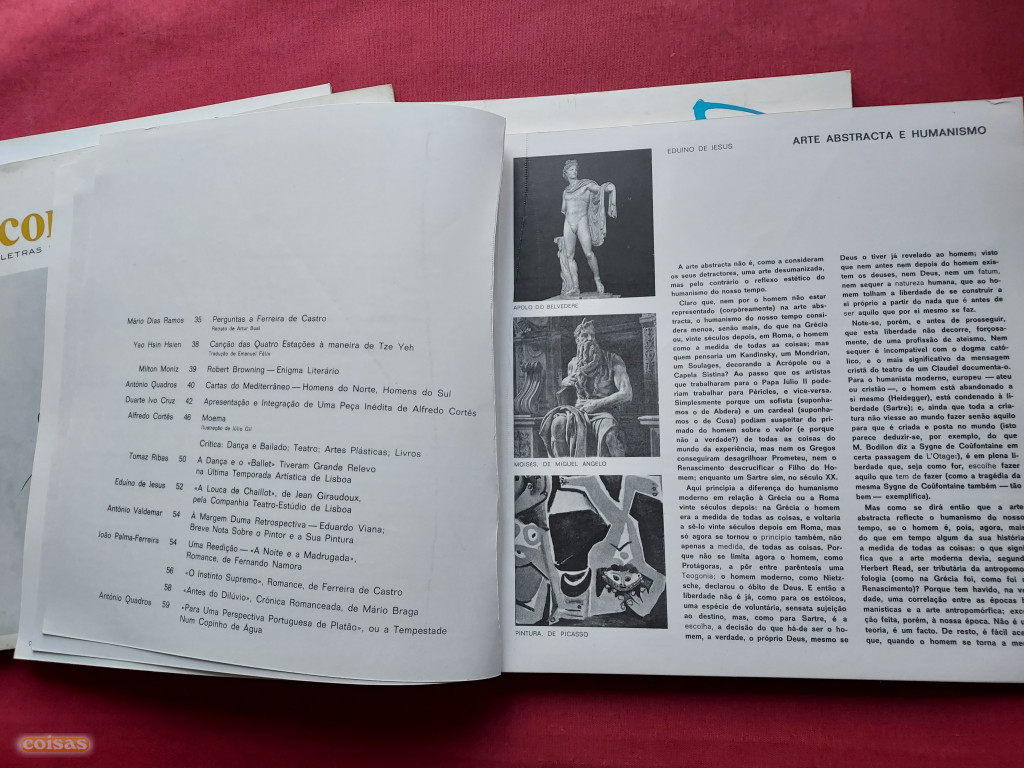 LETRAS
Mário Dias Ramos 35 Perguntas a Ferreira de Castro
Retrato de Artur Bual
Yao Hsin Hsien 38 Canção das Quatro Estações à maneira de Tze Yeh
Tradução de Emanuel Félix
Milton Moniz 39 Robert Browning — Enigma Literário
António Quadros 40 Cartas do Mediterrâneo — Homens do Norte, Homens do Sul
Duarte Ivo Cruz 42 Apresentação e Integração de Uma Peça Inédita de Alfredo Cortês
Alfredo Cortês 46 Moema
Ilustração de Júlio Gil
Crítica: Dança e Bailado; Teatro; Artes Plásticas; Livros
Tomaz Ribas 50 A Dança e o «Ballet» Tiveram Grande Relevo
na Última Temporada Artística de Lisboa
Eduíno de Jesus 52 «A Louca de Chaillot», de Jean Giraudoux,
pela Companhia Teatro-Estúdio de Lisboa
António Valdemar 54 À Margem Duma Retrospectiva — Eduardo Viana;
Breve Nota Sobre o Pintor e a Sua Pintura
João Palma-Ferreira 54 Uma Reedição — «A Noite e a Madrugada»,
Romance, de Fernando Namora
56 «O Instinto Supremo», Romance, de Ferreira de Castro
58 «Antes do Dilúvio», Crónica Romanceada, de Mário Braga
António Quadros 59 «Para Uma Perspectiva Portuguesa de Platão», ou a Tempestade
Num Copinho de Água
EDUINO DE JESUS
ARTE ABSTRACTA E HUMANISMO
APOLO DO BELVEDERE
MOISES, DE MIGUEL ANGELO
PINTURA, DE PICASSO
A arte abstracta não é, como a consideram
os seus detractores, uma arte desumanizada,
mas pelo contrário o reflexo estético do
humanismo do nosso tempo.
Claro que, nem por o homem não estar
representado (corpòreamente) na arte abs-
tracta, o humanismo do nosso tempo consi-
dera menos, senão mais, do que na Grécia
ou, vinte séculos depois, em Roma, o homem
como a medida de todas as coisas; mas
quem pensaria um Kandinsky, um Mondrian,
um Soulages, decorando a Acrópole ou a
Capela Sistina? Ao passo que os artistas
que trabalharam para o Papa Júlio II pode-
riam trabalhar para Péricles, e vice-versa.
Simplesmente porque um sofista (suponha-
mos o de Abdera) e um cardeal (suponha-
mos o de Cusa) podiam suspeitar do pri-
mado do homem sobre o valor (e porque
não a verdade?) de todas as coisas do
mundo da experiência, mas nem os Gregos
conseguiram desagrilhoar Prometeu, nem o
Renascimento descrucificar o Filho do Ho-
mem; enquanto um Sartre sim, no século XX.
Aqui principia a diferença do humanismo
moderno em relação à Grécia ou a Roma
vinte séculos depois: na Grécia o homem
era a medida de todas as coisas, e voltaria
a sê-lo vinte séculos depois em Roma, mas
só agora se tornou o princípio também, não
apenas a medida, de todas as coisas. Por-
que não se limita agora o homem, como
Protágoras, a pôr entre parêntesis uma
Teogonia; o homem moderno, como Nietz-
sche, declarou o óbito de Deus. E então a
liberdade não é já, como para os estóicos,
uma espécie de voluntária, sensata sujeição
ao destino, mas, como para Sartre, é a
escolha, a decisão do que há-de ser o ho-
mem, a verdade, o próprio Deus, mesmo se
Deus o tiver já revelado ao homem; visto
que nem antes nem depois do homem exis-
tem os deuses, nem Deus, nem um fatum,
nem sequer a natureza humana, que ao ho-
mem tolham a liberdade de se construir a
si próprio a partir do nada que é antes de
ser aquilo que por si mesmo se faz.
Note-se, porém, e antes de prosseguir,
que esta liberdade não decorre, forçosa-
mente, de uma profissão de ateísmo. Nem
sequer é incompatível com o dogma cató-
lico, e o mais significativo da mensagem
cristã do teatro de um Claudel documenta-o.
Para o humanista moderno, europeu — ateu
ou cristão —, o homem está abandonado a
si mesmo (Heidegger), está condenado à li-
berdade (Sartre); e, ainda que toda a cria-
tura não viesse ao mundo fazer senão aquilo
para que é criada e posta no mundo (isto
parece deduzir-se, por exemplo, do que
M. Bodilon diz a Sygne de Coûfontaine em
certa passagem de L'Otage:), é em plena li-
berdade que, seja como for, escolhe fazer
aquilo que tem de fazer (como a tragédia da
mesma Sygne de Coûfontaine também — tão
bem — exemplifica).
Mas como se dirá então que a arte
abstracta reflecte o humanismo do nosso
tempo, se o homem é, pois, agora, mais
do que em tempo algum da sua história
a medida de todas as coisas: o que signi
fica que a arte moderna devia, segund
Herbert Read, ser tributária da antropomo
fologia (como na Grécia foi, como foi n
Renascimento)? Porque tem havido, na ve
dade, uma correlação entre as épocas h
manísticas e a arte antropomórfica; exce
ção feita, porém, à nossa época. Não é u
teoria, é um facto. De resto, é fácil ace
que, quando o homem se torna a me
coisas